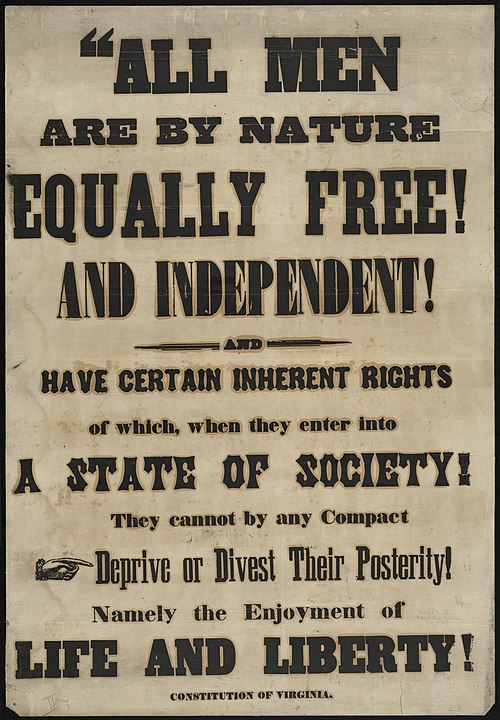 “ALL MEN
ARE BY NATURE
EQUALLY FREE!
AND INDEPENDENT!
AND
HAVE CERTAIN INHERENT RIGHTS
of which, when they enter into
A STATE OF SOCIETY!
They cannot by any Compact
Deprive or Divest Their Posterity!
Namely the Enjoyment of
LIFE AND LIBERTY!
CONSTITUTION OF VIRGINIA.